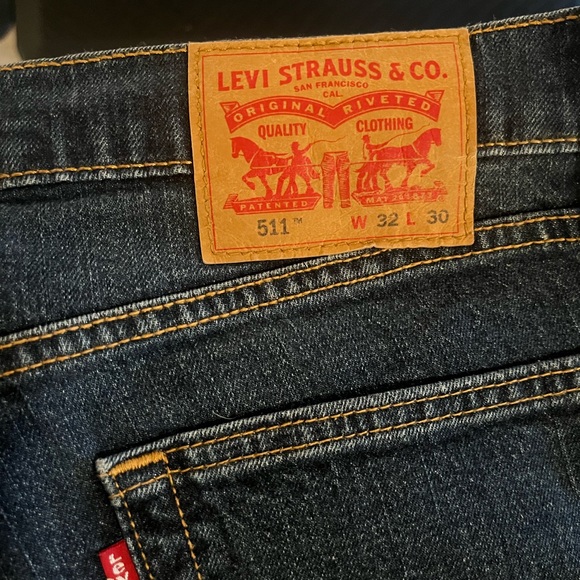 LEVI STRAUSS & CO.
SAN FRANCISCO
CAL.
ORIGINAL RIVETED
QUALITY CLOTHING
PATENTED
511™ W 32 L 30